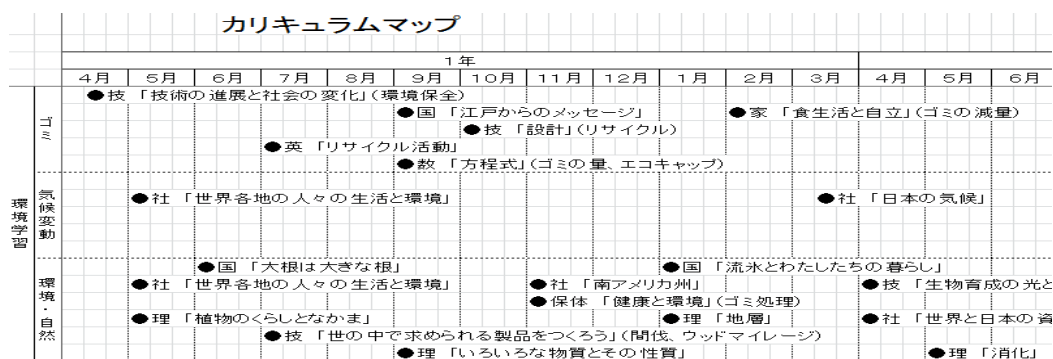 カリキュラムマップ
1年
4月 5月 6月 7月 8月 9月 10月 11月 12月 1月 2月 3月 4月 5月 6月
環境学習
ゴミ
●技 「技術の進展と社会の変化」(環境保全)
●国 「江戸からのメッセージ」 ●家 「食生活と自立」(ゴミの減量)
●技 「設計」(リサイクル)
●英 「リサイクル活動」
●数 「方程式」(ゴミの量、エコキャップ)
気候変動
●社 「世界各地の人々の生活と環境」 ●社 「日本の気候」
環境・自然
●国 「大根は大きな根」 ●国 「流氷とわたしたちの暮らし」
●社 「世界各地の人々の生活と環境」 ●社 「南アメリカ州」 ●技 「生物育成の光と
●保体 「健康と環境」(ゴミ処理)
●理 「植物のくらしとなかま」 ●理 「地層」 ●社 「世界と日本の資
●技 「世の中で求められる製品をつくろう」(間伐、ウッドマイレージ)
●理 「いろいろな物質とその性質」 ●理 「消化」